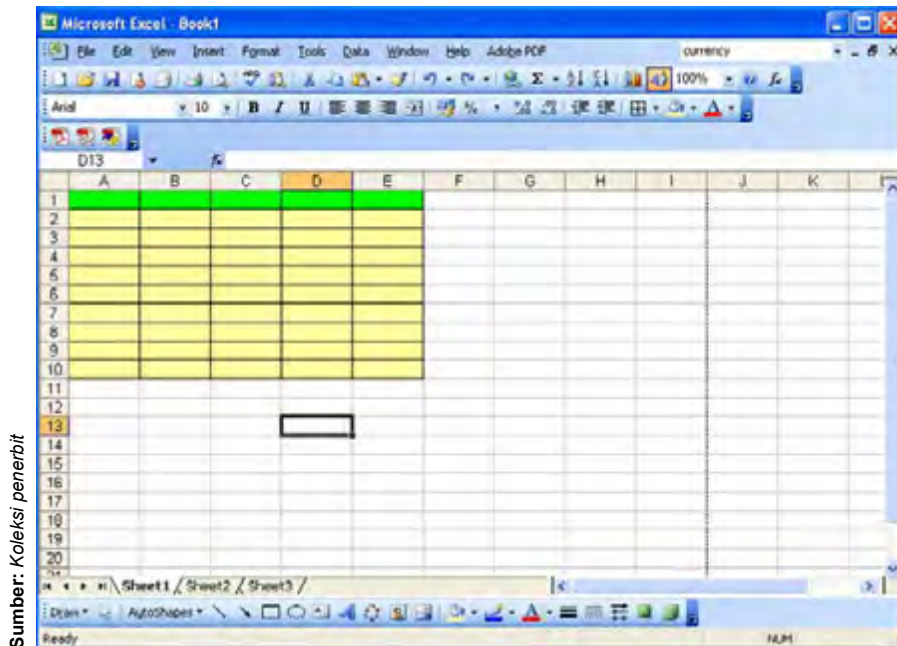 Microsoft Excel - Book1
File Edit View Insert Format Tools Data Window Help Adobe PDF currency
100%
Arial 10 B I U % A
D13 fx
A B C D E F G H I J K
1
2
3
4
5
6
7
8
9
10
11
12
13
14
15
16
17
18
19
20
Sheet1 / Sheet2 / Sheet3 /
Draw AutoShapes A
Ready NUM
Sumber: Koleksi penerbit